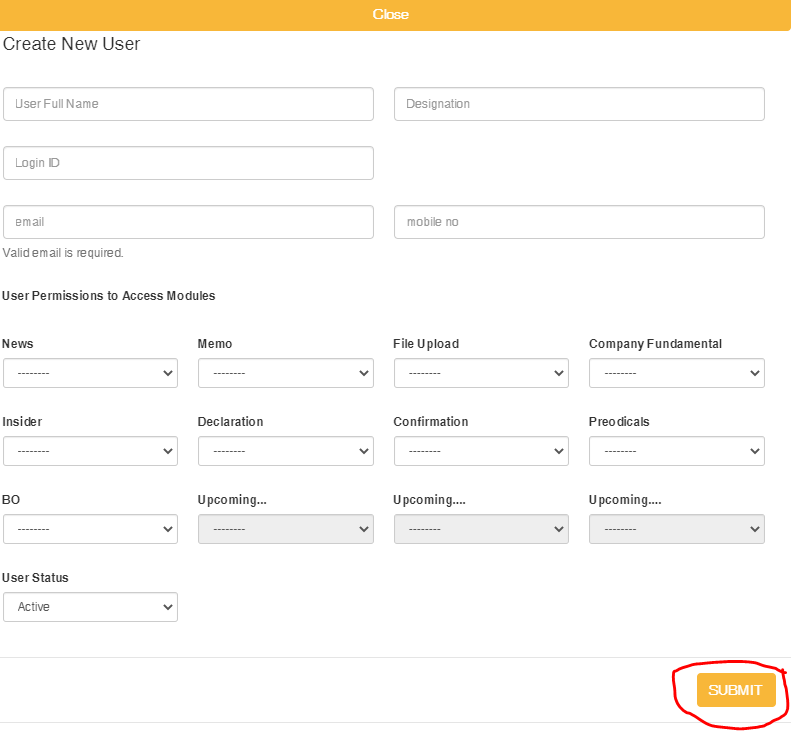 Close
Create New User
User Full Name Designation
Login ID
email mobile no
Valid email is required.
User Permissions to Access Modules
News Memo File Upload Company Fundamental
-------- -------- -------- --------
Insider Declaration Confirmation Preodicals
-------- -------- -------- --------
BO Upcoming... Upcoming.... Upcoming....
-------- -------- -------- --------
User Status
Active
SUBMIT